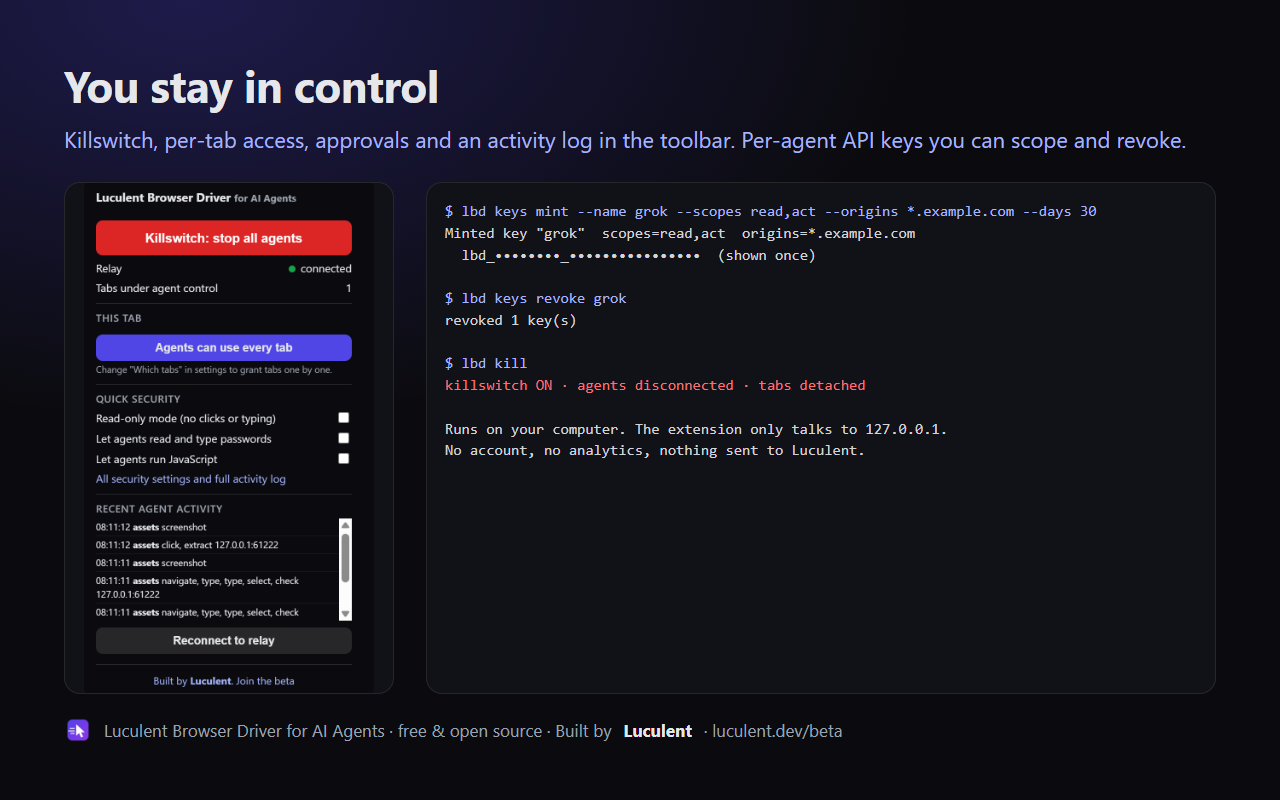 You stay in control
Killswitch, per-tab access, approvals and an activity log in the toolbar. Per-agent API keys you can scope and revoke.
Luculent Browser Driver for AI Agents
Killswitch: stop all agents
Relay ● connected
Tabs under agent control 1
THIS TAB
Agents can use every tab
Change "Which tabs" in settings to grant tabs one by one.
QUICK SECURITY
Read-only mode (no clicks or typing)
Let agents read and type passwords
Let agents run JavaScript
All security settings and full activity log
RECENT AGENT ACTIVITY
08:11:12 assets screenshot
08:11:12 assets click, extract 127.0.0.1:61222
08:11:11 assets screenshot
08:11:11 assets navigate, type, type, select, check
127.0.0.1:61222
08:11:11 assets navigate, type, type, select, check
Reconnect to relay
Built by Luculent. Join the beta
$ lbd keys mint --name grok --scopes read,act --origins *.example.com --days 30
Minted key "grok"  scopes=read,act  origins=*.example.com
lbd_••••••••_••••••••••••••••  (shown once)
$ lbd keys revoke grok
revoked 1 key(s)
$ lbd kill
killswitch ON · agents disconnected · tabs detached
Runs on your computer. The extension only talks to 127.0.0.1.
No account, no analytics, nothing sent to Luculent.
Luculent Browser Driver for AI Agents · free & open source · Built by Luculent · luculent.dev/beta